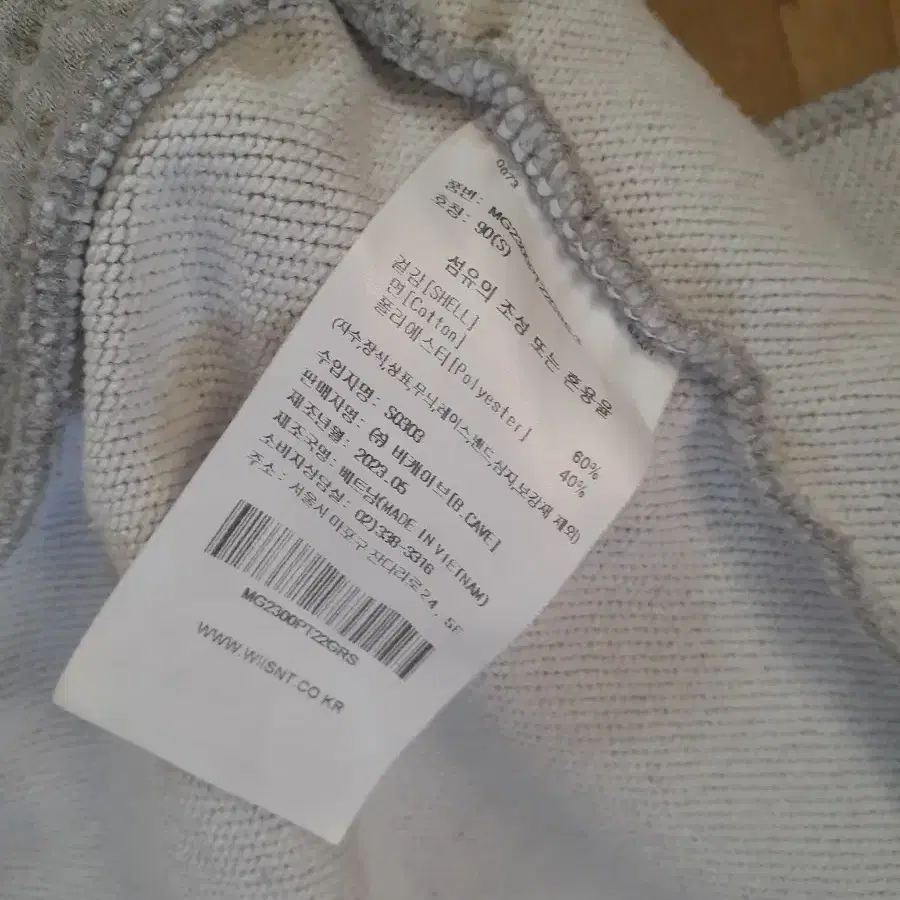 0873
품번: MG2300PT22
호칭: 90(S)
섬유의 조성 또는 혼용율
겉감[SHELL]
면[Cotton] 60%
폴리에스터[Polyester] 40%
(자수,장식,상표,무늬,레이스,밴드,심지,보강재 제외)
수입자명: S0303
판매자명: ㈜ 비케이브[B.CAVE]
제조년월: 2023.05
제조국명: 베트남(MADE IN VIETNAM)
소비자상담실: 02)338-3316
주소: 서울시 마포구 잔다리로24, 5F
MG2300PT22GRS
WWW.WIISNT.CO.KR